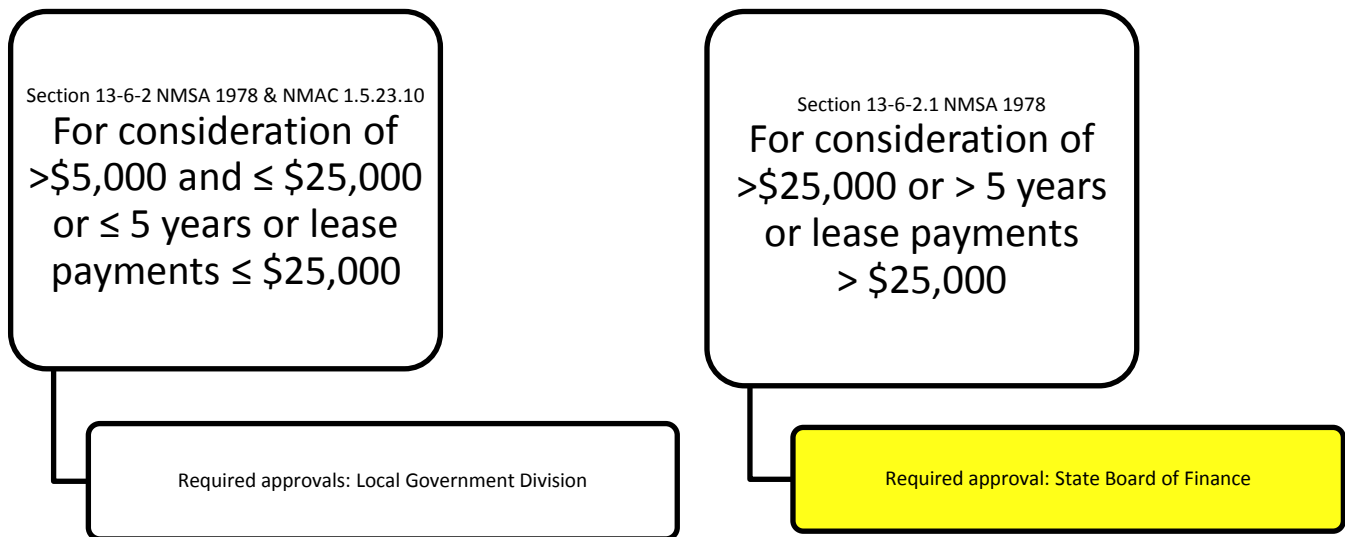 Section 13-6-2 NMSA 1978 & NMAC 1.5.23.10
For consideration of
>$5,000 and ≤ $25,000
or ≤ 5 years or lease
payments ≤ $25,000
Required approvals: Local Government Division
Section 13-6-2.1 NMSA 1978
For consideration of
>$25,000 or > 5 years
or lease payments
> $25,000
Required approval: State Board of Finance